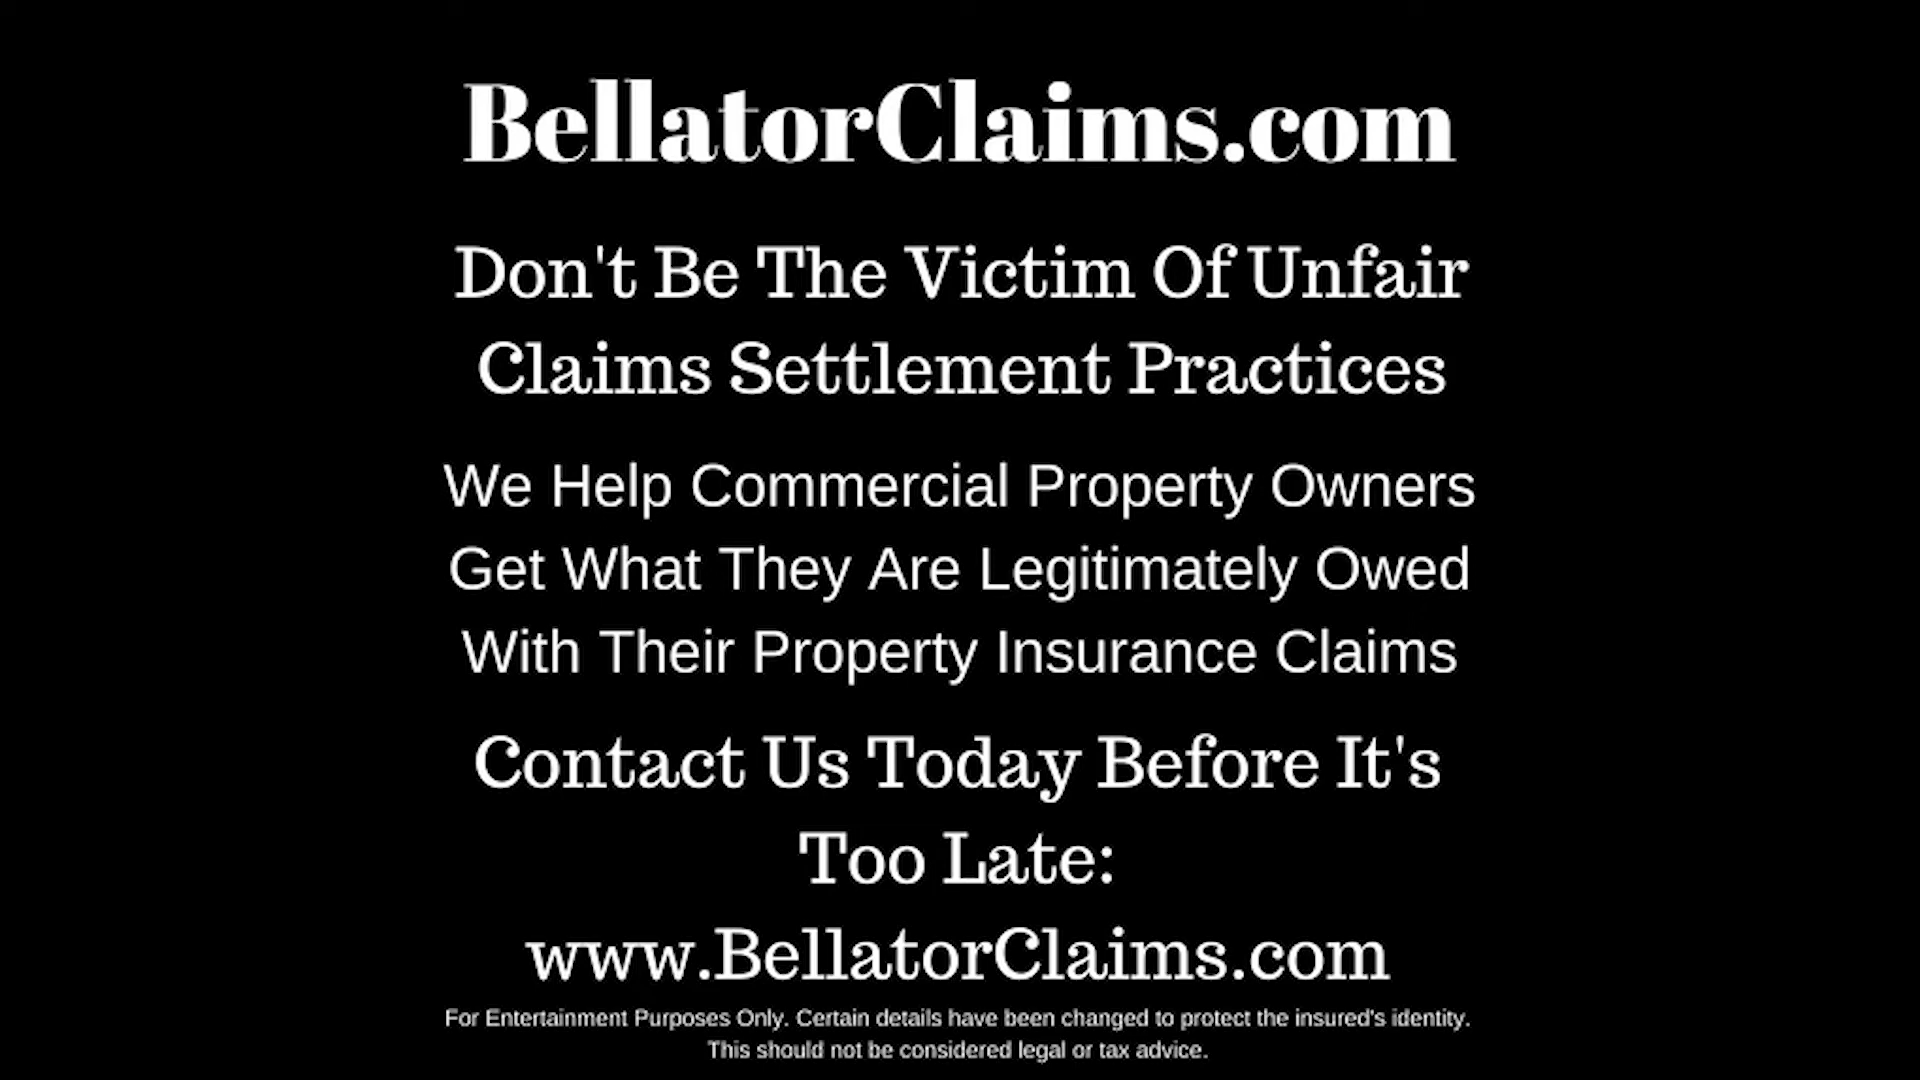 BellatorClaims.com
Don't Be The Victim Of Unfair
Claims Settlement Practices
We Help Commercial Property Owners
Get What They Are Legitimately Owed
With Their Property Insurance Claims
Contact Us Today Before It's
Too Late:
www.BellatorClaims.com
For Entertainment Purposes Only. Certain details have been changed to protect the insured's identity.
This should not be considered legal or tax advice.